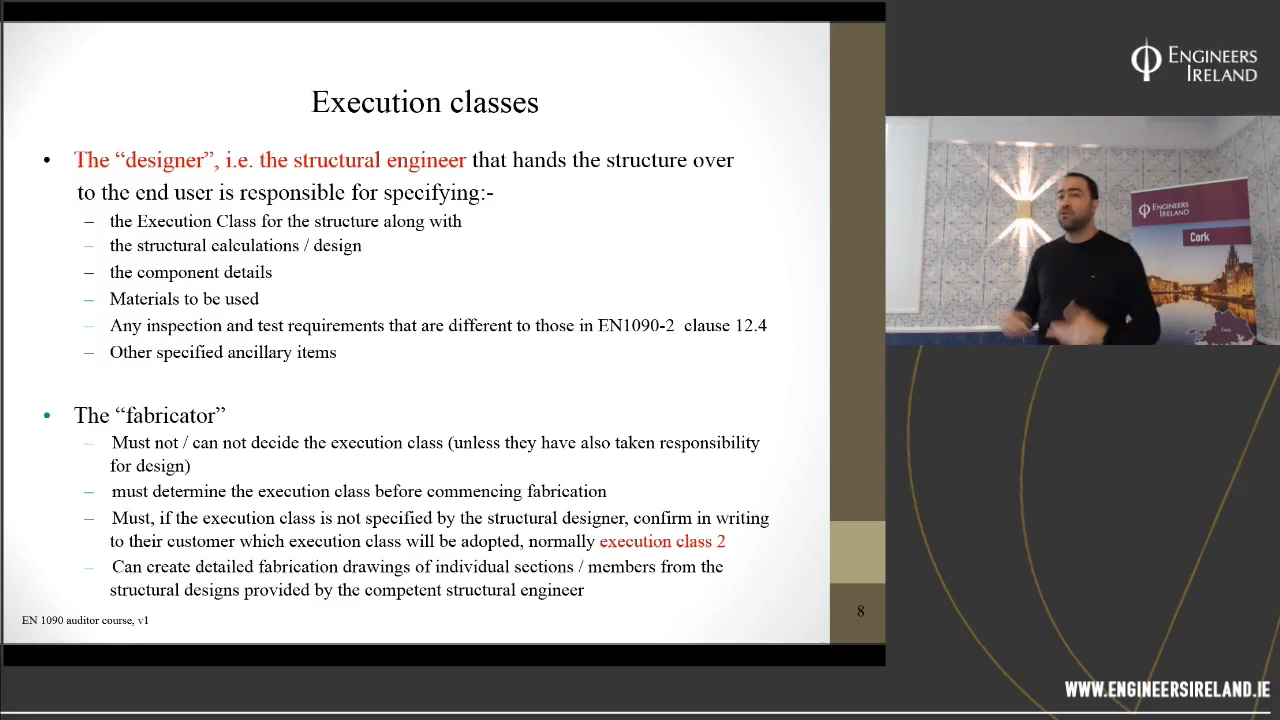 Execution classes
• The “designer”, i.e. the structural engineer that hands the structure over
to the end user is responsible for specifying:-
– the Execution Class for the structure along with
– the structural calculations / design
– the component details
– Materials to be used
– Any inspection and test requirements that are different to those in EN1090-2 clause 12.4
– Other specified ancillary items
• The “fabricator”
– Must not / can not decide the execution class (unless they have also taken responsibility
for design)
– must determine the execution class before commencing fabrication
– Must, if the execution class is not specified by the structural designer, confirm in writing
to their customer which execution class will be adopted, normally execution class 2
– Can create detailed fabrication drawings of individual sections / members from the
structural designs provided by the competent structural engineer
EN 1090 auditor course, v1
8
ENGINEERS
IRELAND
ENGINEERS
IRELAND
Cork
WWW.ENGINEERSIRELAND.IE